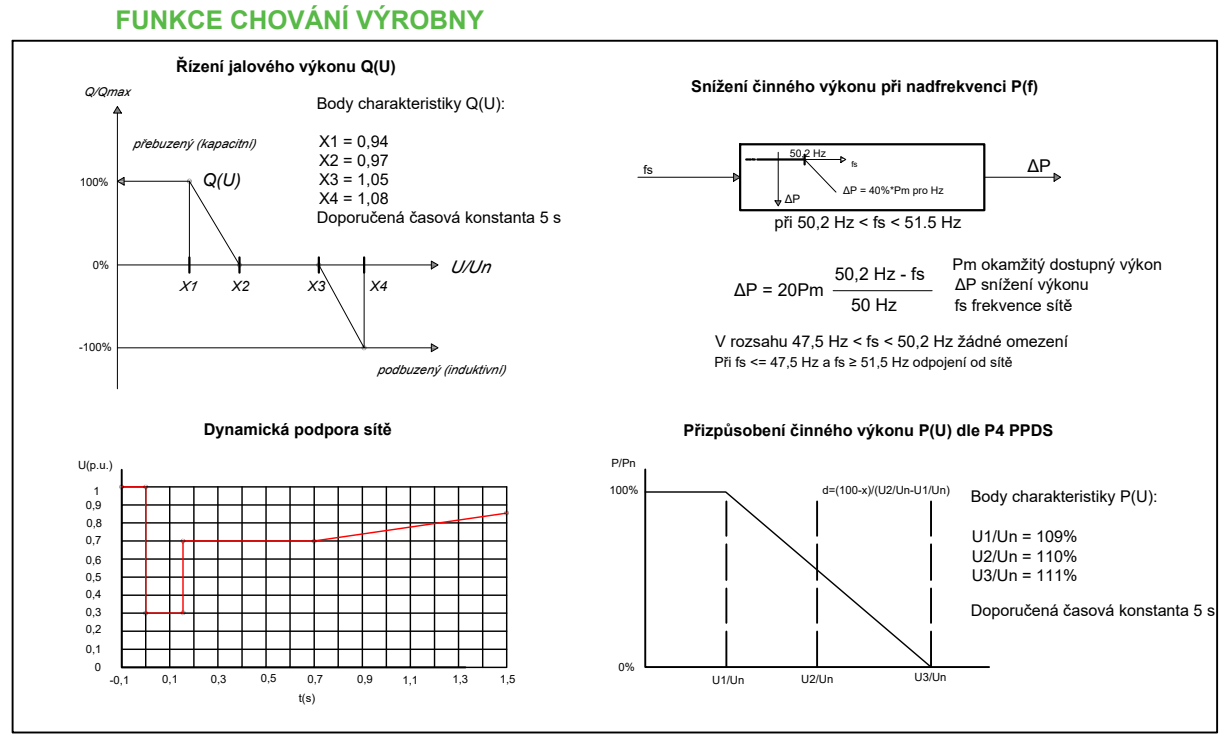 FUNKCE CHOVÁNÍ VÝROBNY
Řízení jalového výkonu Q(U)
Q/Qmax
Body charakteristiky Q(U):
přebuzený (kapacitní)
X1 = 0,94
X2 = 0,97
X3 = 1,05
X4 = 1,08
Doporučená časová konstanta 5 s
100%
Q(U)
0%
U/Un
X1
X2
X3
X4
-100%
podbuzený (induktivní)
Snížení činného výkonu při nadfrekvenci P(f)
fs
50,2 Hz
fs
ΔP = 40%*Pm pro Hz
ΔP
ΔP
při 50,2 Hz < fs < 51.5 Hz
ΔP = 20Pm
50,2 Hz - fs
50 Hz
Pm okamžitý dostupný výkon
ΔP snížení výkonu
fs frekvence sítě
V rozsahu 47,5 Hz < fs < 50,2 Hz žádné omezení
Při fs <= 47,5 Hz a fs ≥ 51,5 Hz odpojení od sítě
Dynamická podpora sítě
U(p.u.)
1
0,9
0,8
0,7
0,6
0,5
0,4
0,3
0,2
0,1
0
-0,1
0,1
0,3
0,5
0,7
0,9
1,1
1,3
1,5
t(s)
Přizpůsobení činného výkonu P(U) dle P4 PPDS
P/Pn
100%
d=(100-x)/(U2/Un-U1/Un)
0%
U1/Un
U2/Un
U3/Un
Body charakteristiky P(U):
U1/Un = 109%
U2/Un = 110%
U3/Un = 111%
Doporučená časová konstanta 5 s